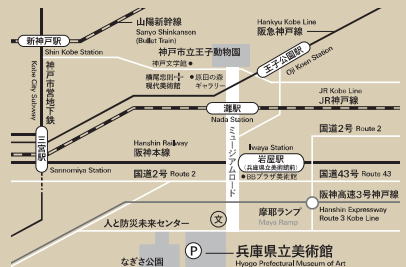 山陽新幹線
Sanyo Shinkansen
(Bullet Train)
Hankyu Kobe Line
阪急神戸線
新神戸駅
Shin Kobe Station
神戸市立王子動物園
神戸文学館
王子公園駅
Oji Koen Station
横尾忠則
現代美術館
原田の森
ギャラリー
神戸市営地下鉄
Kobe City Subway
JR Kobe Line
JR神戸線
灘駅
Nada Station
国道2号 Route 2
三宮駅
Sannomiya Station
Hanshin Railway
阪神本線
ミュージアムロード
Iwaya Station
岩屋駅
(兵庫県立美術館前)
BBプラザ美術館
国道2号 Route 2
国道43号 Route 43
阪神高速3号神戸線
Hanshin Expressway
Route 3 Kobe Line
人と防災未来センター
文
摩耶ランプ
Maya Ramp
P
兵庫県立美術館
Hyogo Prefectural Museum of Art
なぎさ公園